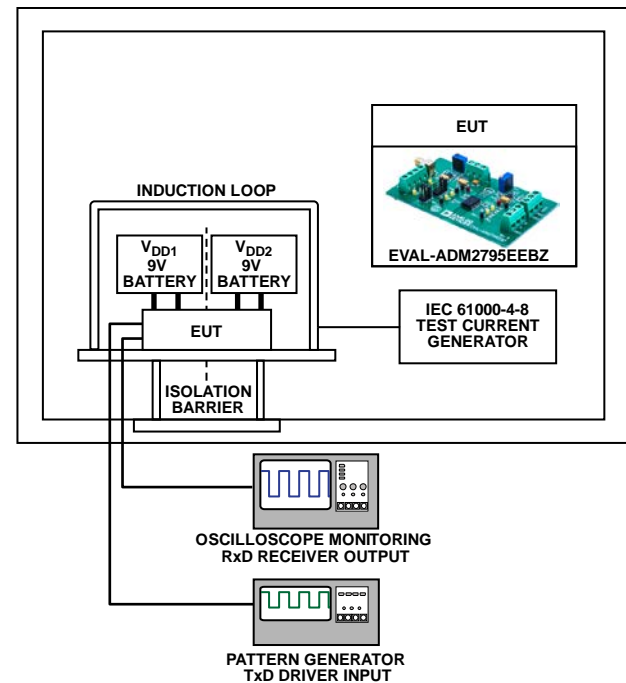 EUT
EVAL-ADM2795EEBZ
INDUCTION LOOP
VDD1
9V
BATTERY
VDD2
9V
BATTERY
EUT
IEC 61000-4-8
TEST CURRENT
GENERATOR
ISOLATION
BARRIER
OSCILLOSCOPE MONITORING
RxD RECEIVER OUTPUT
PATTERN GENERATOR
TxD DRIVER INPUT